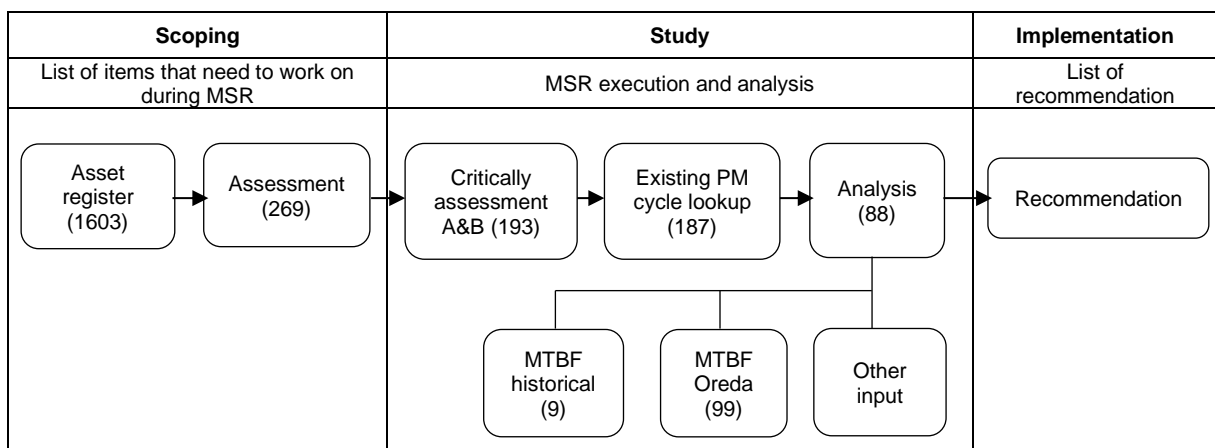 Scoping
Study
Implementation
List of items that need to work on
during MSR
MSR execution and analysis
List of
recommendation
Asset
register
(1603)
Assessment
(269)
Critically
assessment
A&B (193)
Existing PM
cycle lookup
(187)
Analysis
(88)
Recommendation
MTBF
historical
(9)
MTBF
Oreda
(99)
Other
input